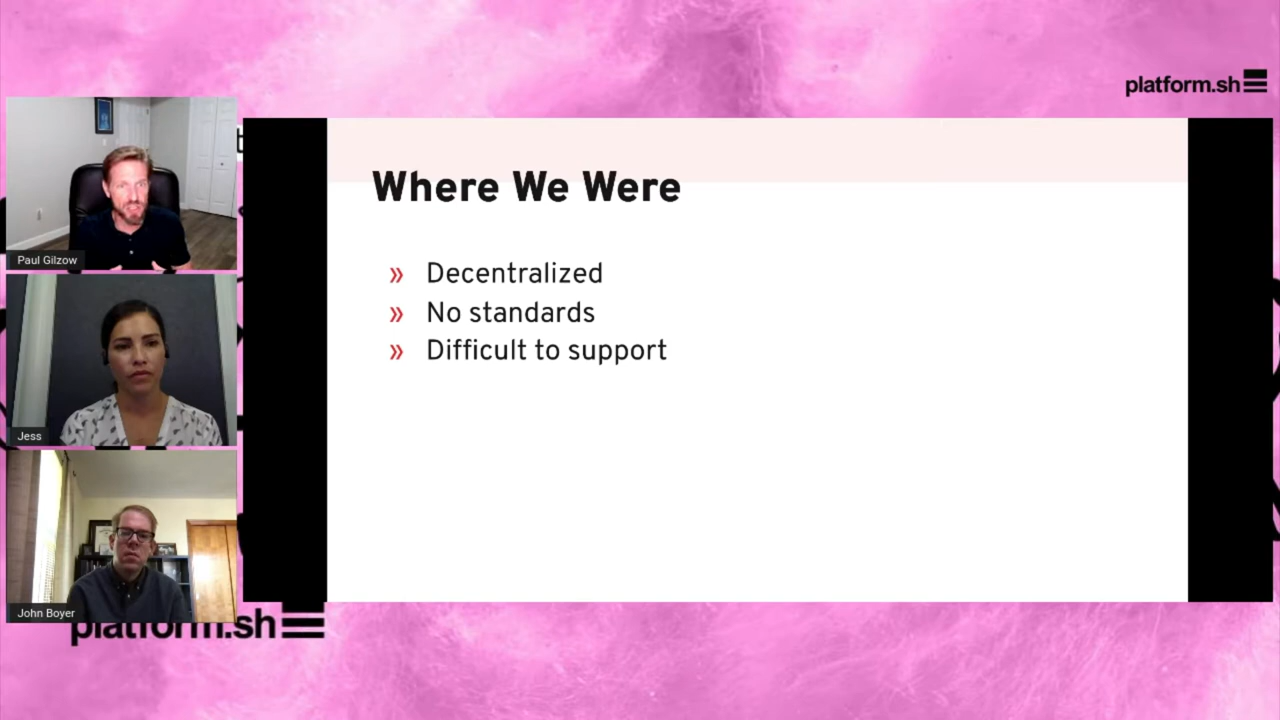 platform.sh
Paul Gilzow
Where We Were
» Decentralized
» No standards
» Difficult to support
Jess
John Boyer
platform.sh